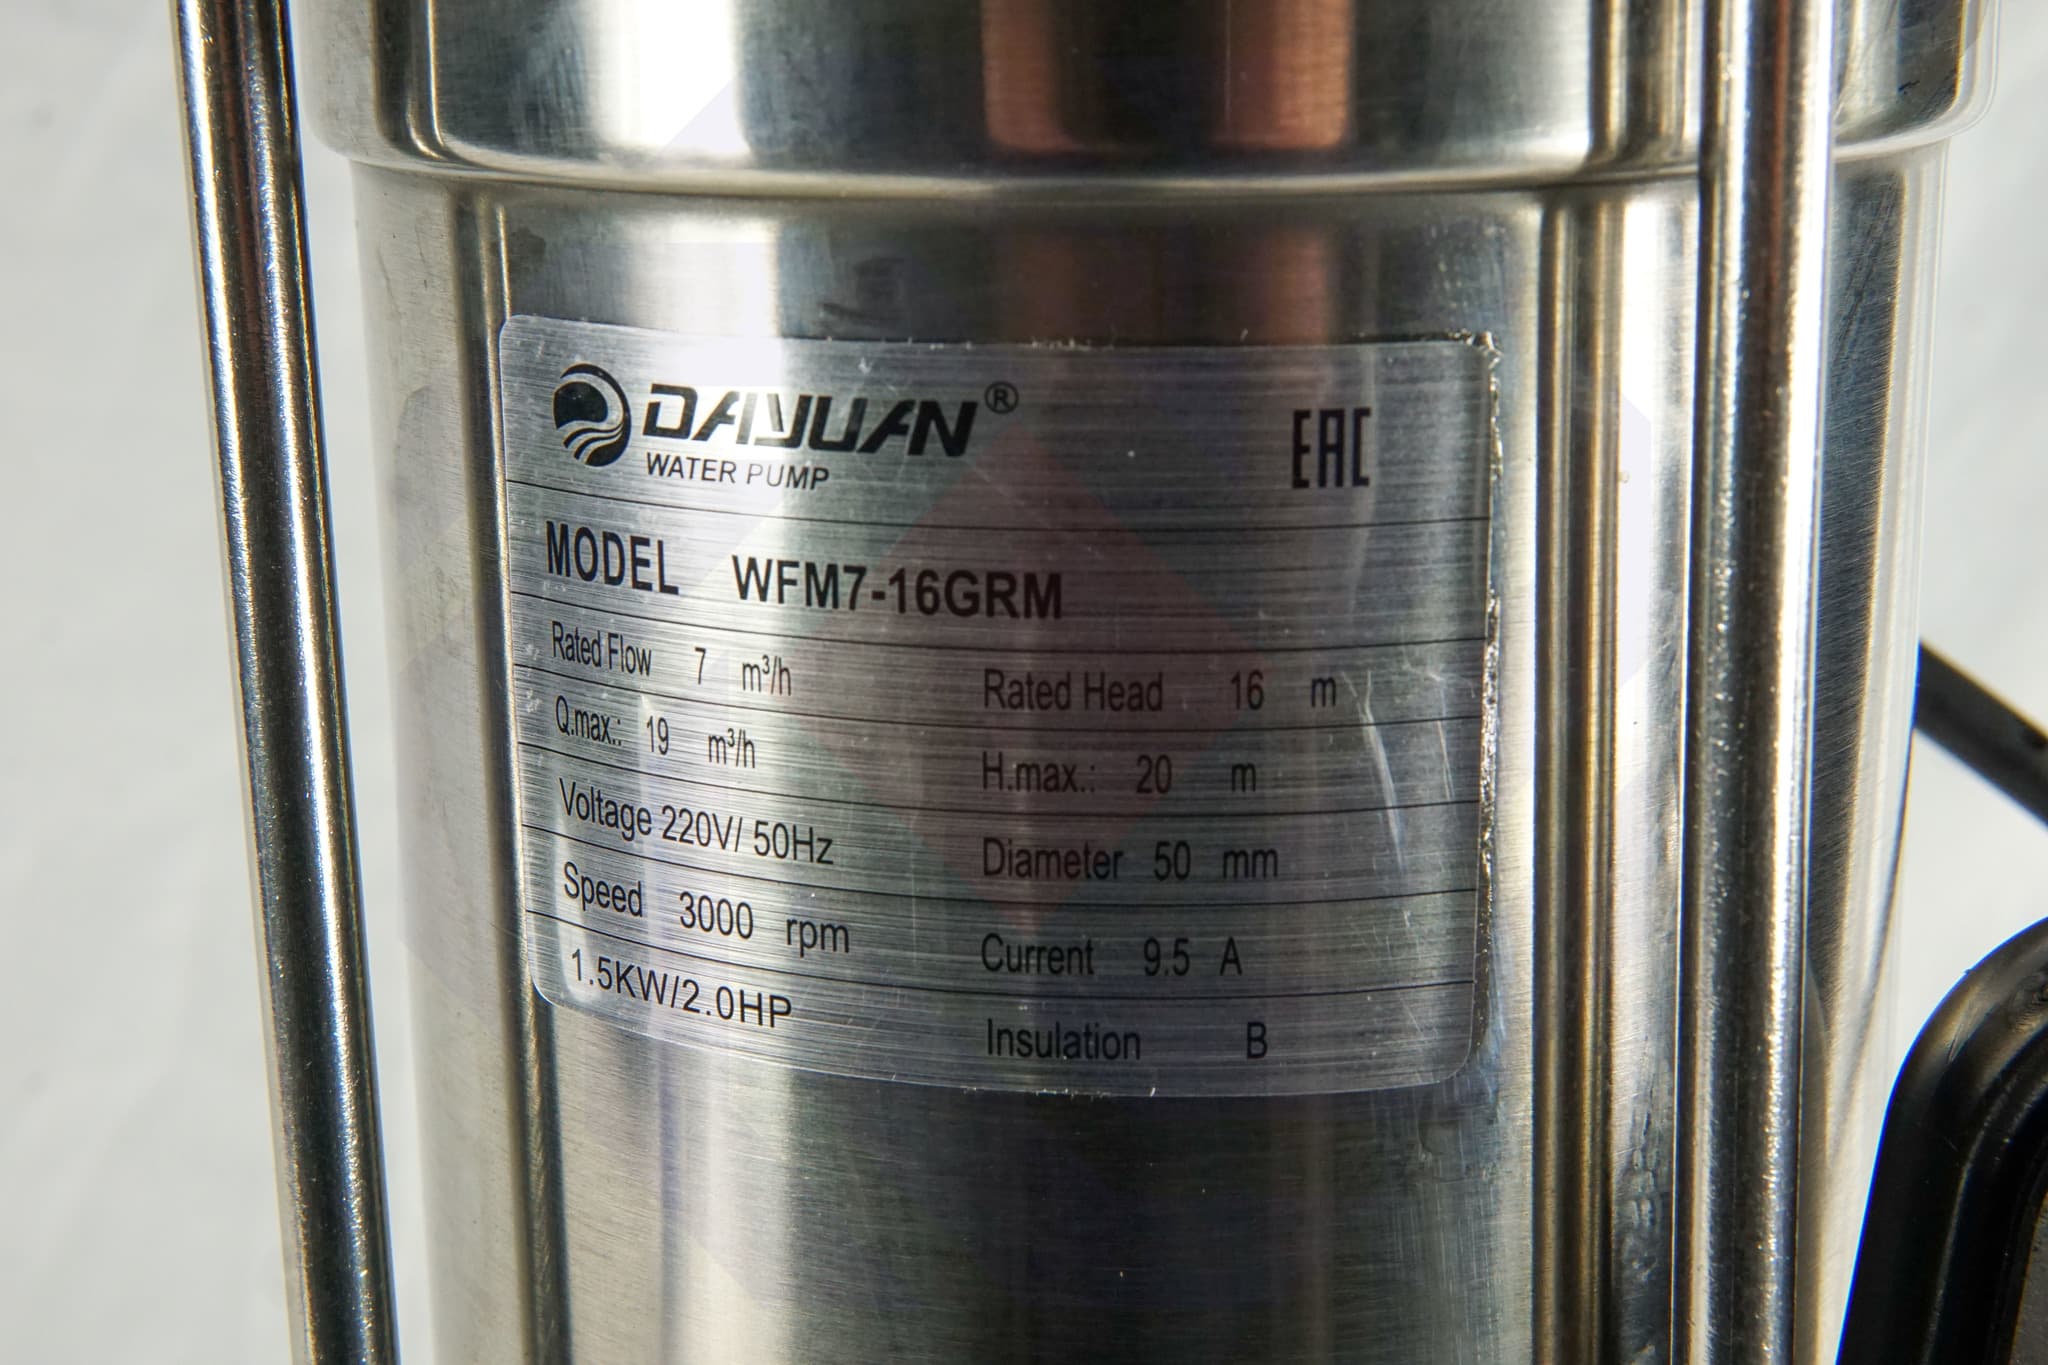 DAYUAN®
WATER PUMP
EAC
MODEL WFM7-16GRM
Rated Flow 7 m³/h Rated Head 16 m
Q.max.: 19 m³/h H.max.: 20 m
Voltage 220V/ 50Hz Diameter 50 mm
Speed 3000 rpm Current 9.5 A
1.5KW/2.0HP Insulation B